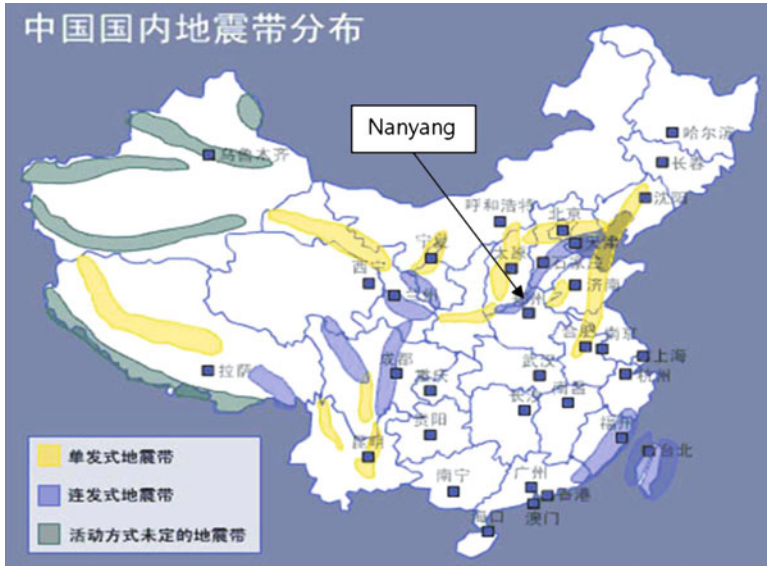 中国国内地震带分布
Nanyang
哈尔滨
长春
乌鲁木齐
沈阳
呼和浩特
北京
天津
宁夏
太原
石家庄
西宁
济南
兰州
郑州
合肥
南京
上海
拉萨
成都
武汉
杭州
重庆
长沙
南昌
贵阳
福州
昆明
台北
南宁
广州
香港
澳门
海口
单发式地震带
连发式地震带
活动方式未定的地震带